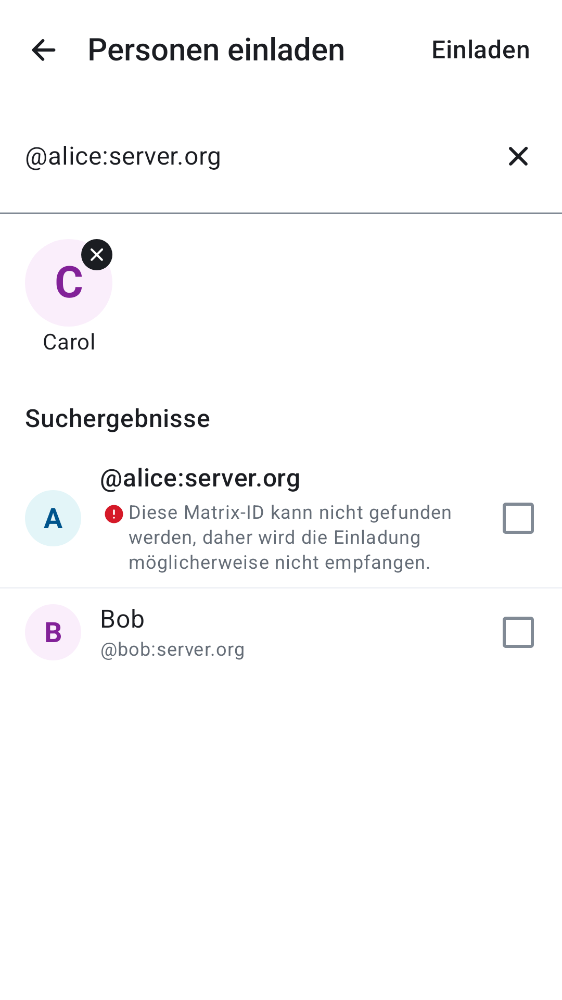 Personen einladen
Einladen
@alice:server.org
C
Carol
Suchergebnisse
A
@alice:server.org
Diese Matrix-ID kann nicht gefunden
werden, daher wird die Einladung
möglicherweise nicht empfangen.
B
Bob
@bob:server.org